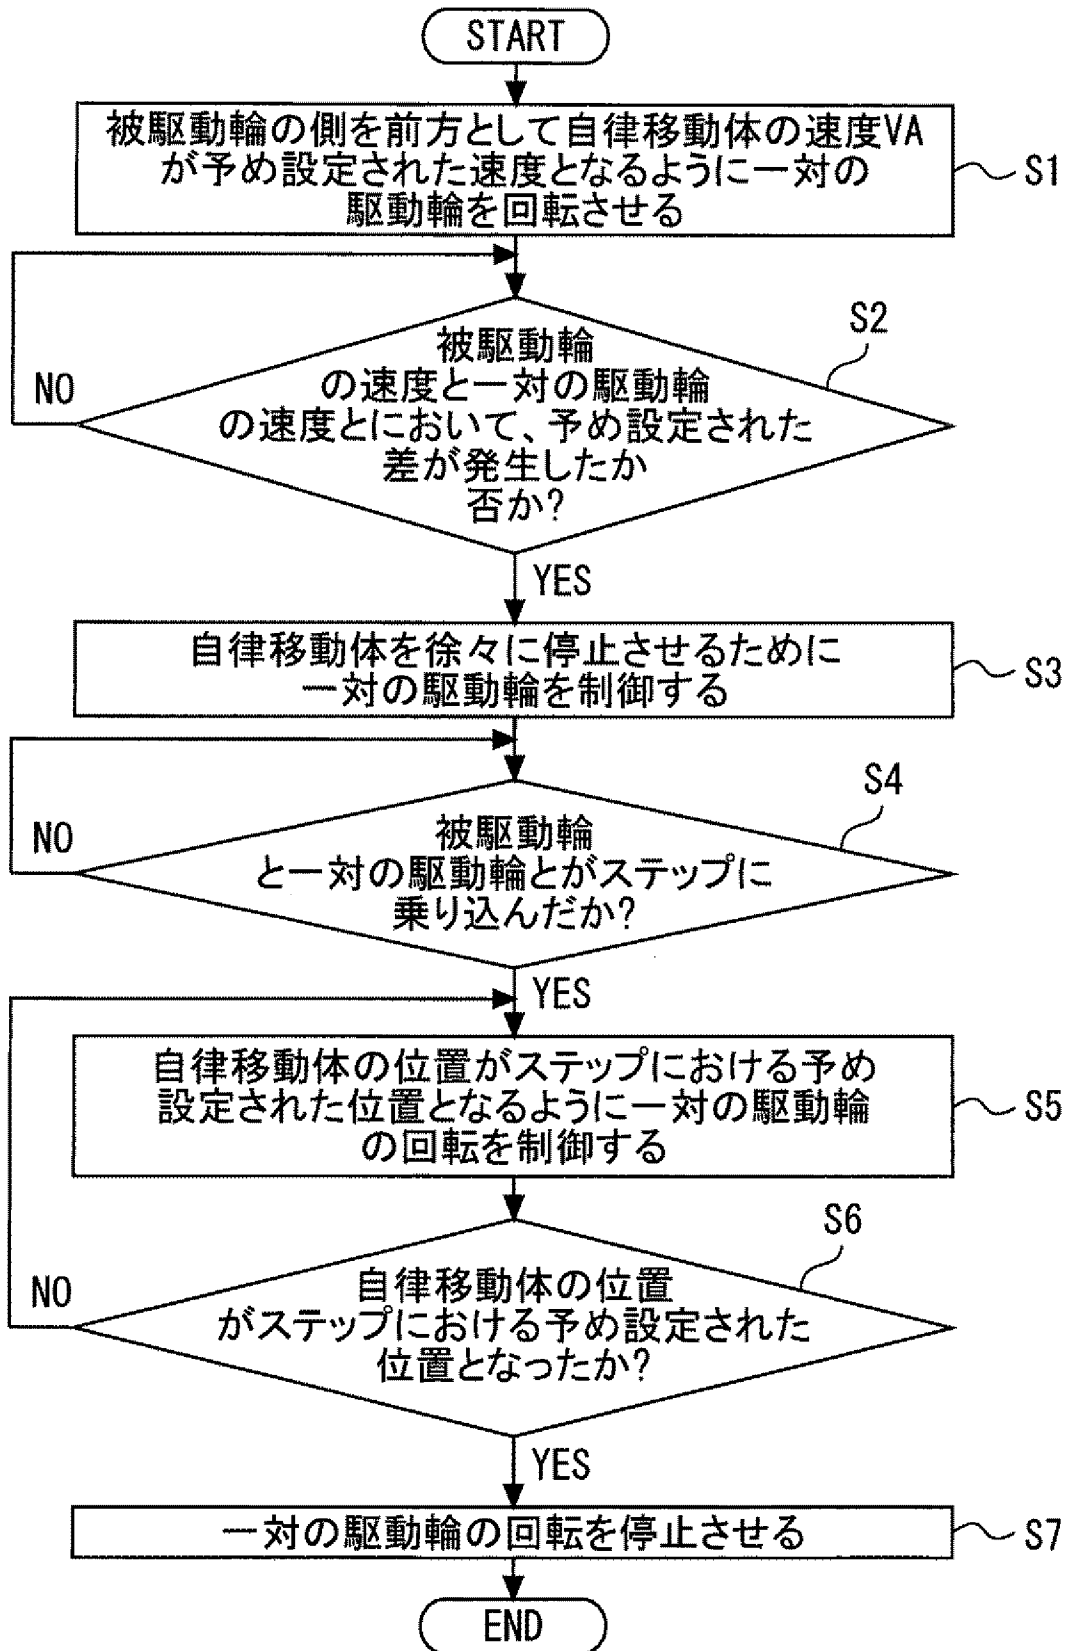 START
被駆動輪の側を前方として自律移動体の速度VA
が予め設定された速度となるように一対の
駆動輪を回転させる
S1
S2
被駆動輪
の速度と一対の駆動輪
の速度とにおいて、予め設定された
差が発生したか
否か?
NO
YES
自律移動体を徐々に停止させるために
一対の駆動輪を制御する
S3
S4
被駆動輪
と一対の駆動輪とがステップに
乗り込んだか?
NO
YES
自律移動体の位置がステップにおける予め
設定された位置となるように一対の駆動輪
の回転を制御する
S5
S6
自律移動体の位置
がステップにおける予め設定された
位置となったか?
NO
YES
一対の駆動輪の回転を停止させる
S7
END